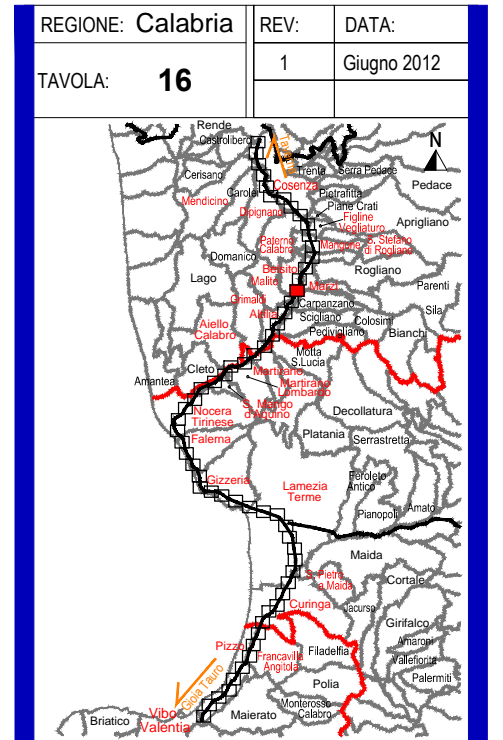 REGIONE: Calabria
REV:
DATA:
TAVOLA: 16
1
Giugno 2012
N
Rende
Castrolibero
Taranto
Trenta
Serra Pedace
Cerisano
Cosenza
Pedace
Carolei
Pietrafitta
Mendicino
Piane Crati
Dipignano
Figline
Vegliaturo
Aprigliano
Paterno
Calabro
Mangone
S. Stefano
di Rogliano
Domanico
Belsito
Rogliano
Lago
Malito
Marzi
Parenti
Grimaldi
Carpanzano
Sila
Altilia
Scigliano
Colosimi
Aiello
Calabro
Pedivigliano
Bianchi
Motta
S.Lucia
Cleto
Martirano
Amantea
Martirano
Lombardo
S. Mango
d'Aquino
Nocera
Tirinese
Decollatura
Falerna
Platania
Serrastretta
Gizzeria
Lamezia
Terme
Feroleto
Antico
Pianopoli
Amato
Maida
S. Pietro
a Maida
Cortale
Curinga
Jacurso
Girifalco
Pizzo
Francavilla
Angitola
Filadelfia
Amaroni
Vallefiorita
Gioia Tauro
Polia
Palermiti
Monterosso
Calabro
Vibo
Valentia
Briatico
Maierato